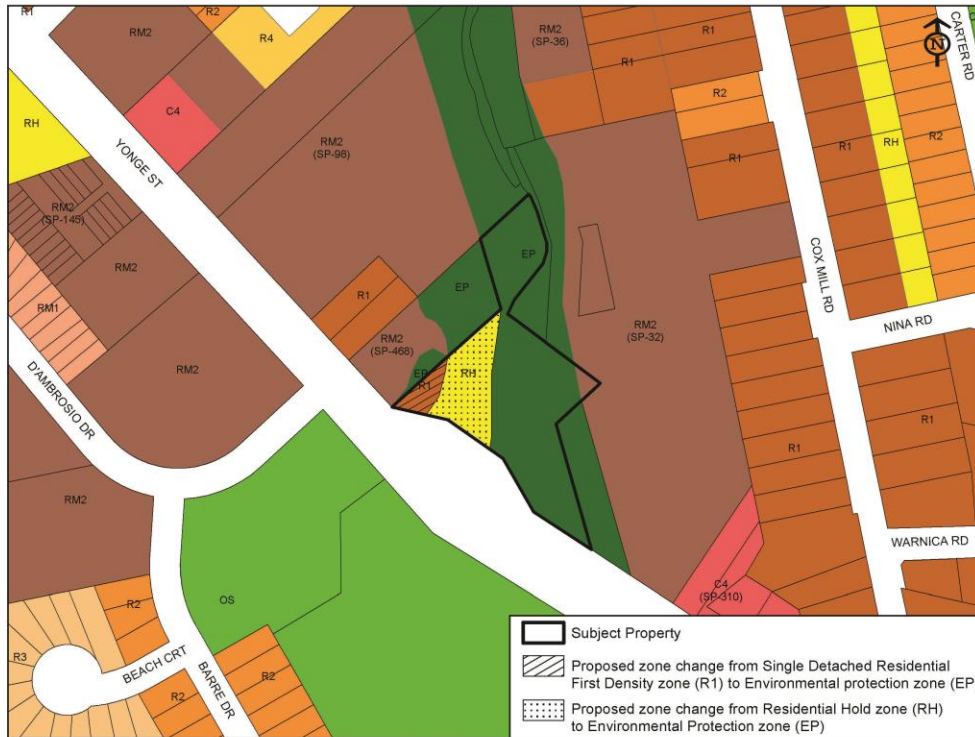 R1
R2
RM2
R4
RM2
(SP-36)
R1
R1
CARTER RD
N
C4
RH
YONGE ST
RM2
(SP-98)
R2
R1
R1
RH
R2
RM2
(SP-145)
RM2
EP
COX MILL RD
RM1
R1
EP
RM2
(SP-468)
RM2
(SP-32)
NINA RD
D'AMBROSIO DR
RM2
EP
R1
RH
R1
R1
RM2
WARNICA RD
C4
(SP-310)
R2
OS
R3
BEACH CRT
R2
BARRE DR
R2
Subject Property
Proposed zone change from Single Detached Residential
First Density zone (R1) to Environmental protection zone (EP
Proposed zone change from Residential Hold zone (RH)
to Environmental Protection zone (EP)